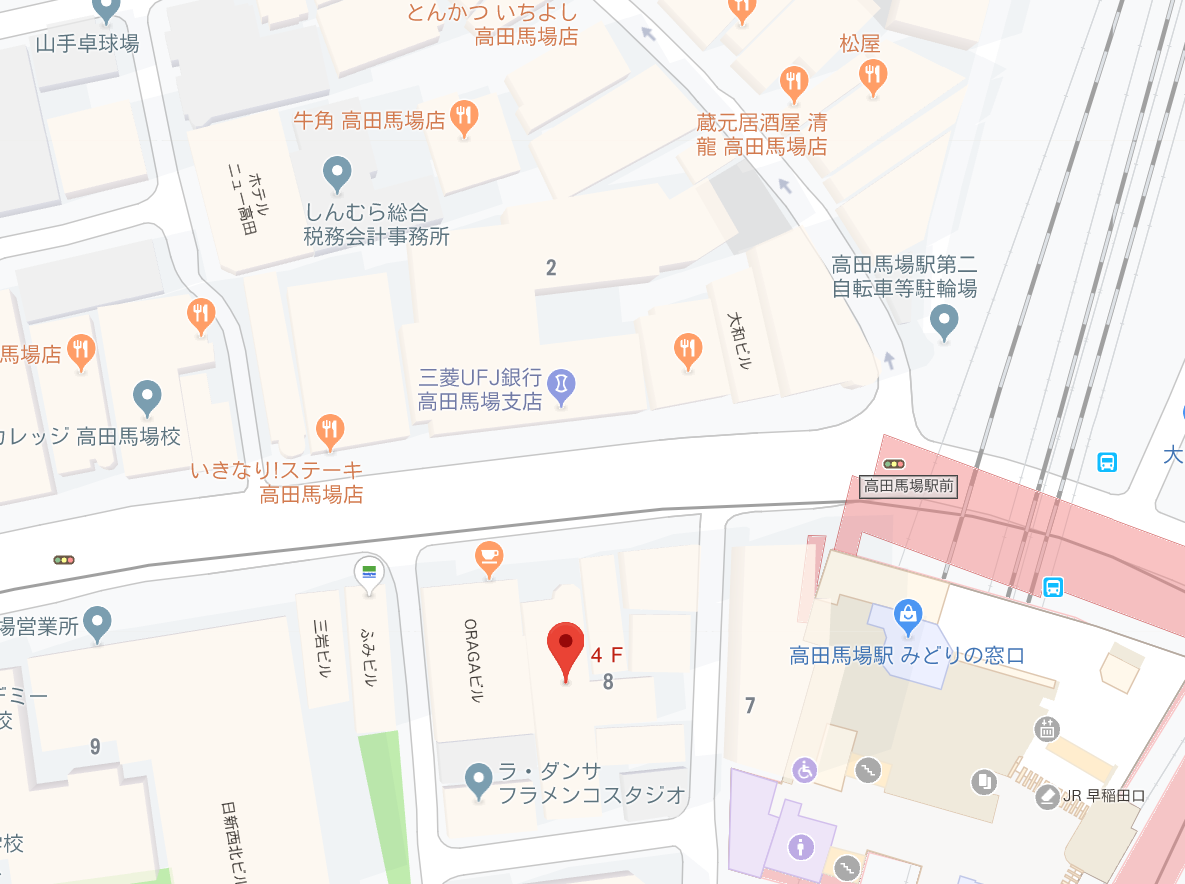 とんかつ いちよし
高田馬場店
山手卓球場
松屋
牛角 高田馬場店
蔵元居酒屋 清
龍 高田馬場店
ホテル
ニュー高田
しんむら総合
税務会計事務所
2
高田馬場駅第二
自転車等駐輪場
大和ビル
馬場店
三菱UFJ銀行
高田馬場支店
カレッジ 高田馬場校
いきなり!ステーキ
高田馬場店
大
高田馬場駅前
場営業所
三岩ビル
ふみビル
ORAGAビル
4 F
8
高田馬場駅 みどりの窓口
デミー
校
7
9
ラ・ダンサ
フラメンコスタジオ
JR 早稲田口
日新西北ビル
学校